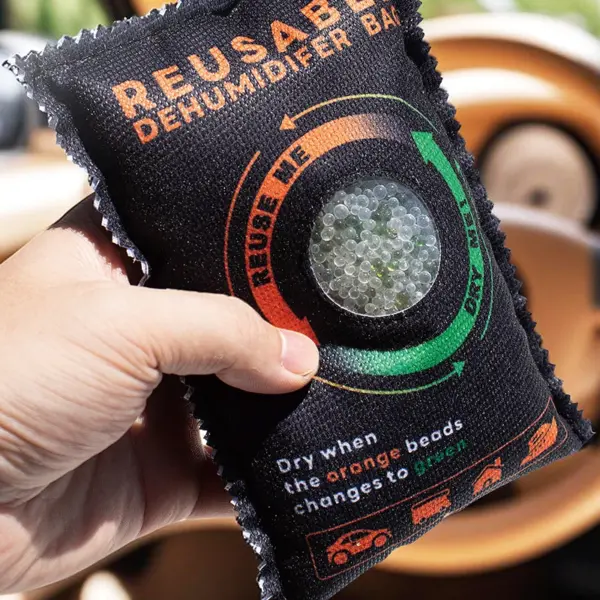 REUSABLE
DEHUMIDIFER BAG
REUSE ME
DRY ME!
Dry when
the orange beads
changes to green